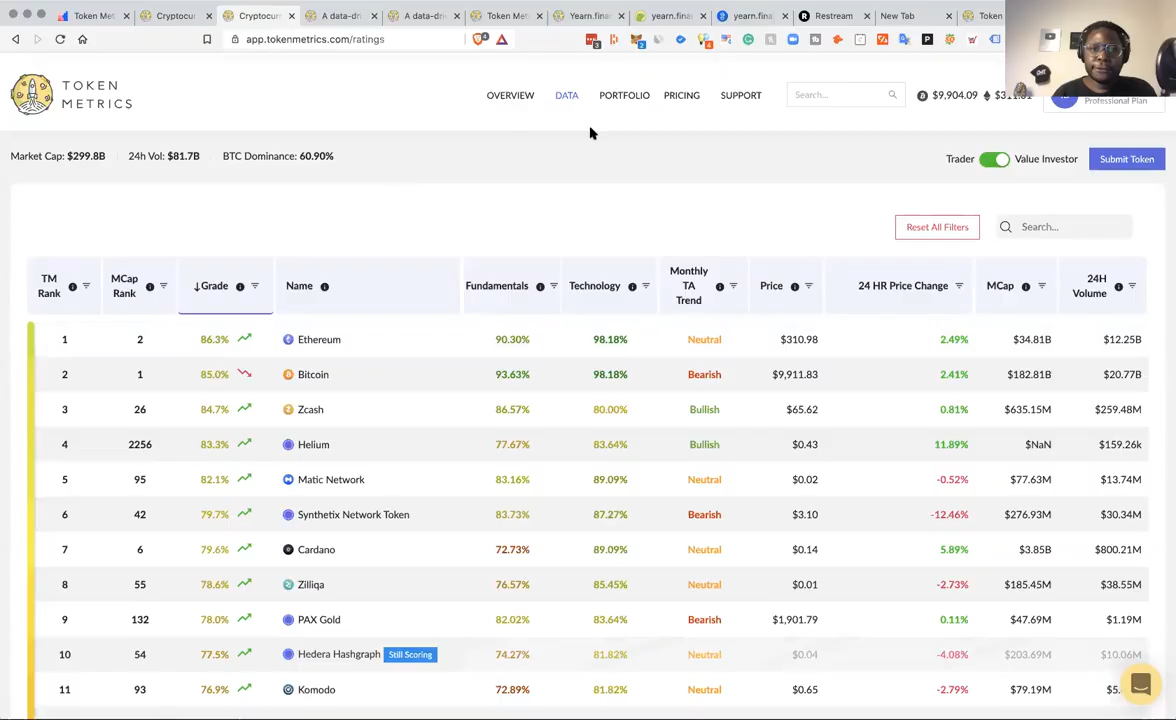 Token Met
Cryptocur
Cryptocurr
A data-driv
A data-driv
Token Met
Yearn.finan
yearn.finan
yearn.finan
Restream
New Tab
Token
app.tokenmetrics.com/ratings
TOKEN
METRICS
OVERVIEW DATA PORTFOLIO PRICING SUPPORT
Search...
$9,904.09
Professional Plan
Market Cap: $299.8B 24h Vol: $81.7B BTC Dominance: 60.90%
Trader Value Investor Submit Token
Reset All Filters Search...
TM Rank MCap Rank ↓Grade Name Fundamentals Technology Monthly TA Trend Price 24 HR Price Change MCap 24H Volume
1 2 86.3% Ethereum 90.30% 98.18% Neutral $310.98 2.49% $34.81B $12.25B
2 1 85.0% Bitcoin 93.63% 98.18% Bearish $9,911.83 2.41% $182.81B $20.77B
3 26 84.7% Zcash 86.57% 80.00% Bullish $65.62 0.81% $635.15M $259.48M
4 2256 83.3% Helium 77.67% 83.64% Bullish $0.43 11.89% $NaN $159.26k
5 95 82.1% Matic Network 83.16% 89.09% Neutral $0.02 -0.52% $77.63M $13.74M
6 42 79.7% Synthetix Network Token 83.73% 87.27% Bearish $3.10 -12.46% $276.93M $30.34M
7 6 79.6% Cardano 72.73% 89.09% Neutral $0.14 5.89% $3.85B $800.21M
8 55 78.6% Zilliqa 76.57% 85.45% Neutral $0.01 -2.73% $185.45M $38.55M
9 132 78.0% PAX Gold 82.02% 83.64% Bearish $1,901.79 0.11% $47.69M $1.19M
10 54 77.5% Hedera Hashgraph Still Scoring 74.27% 81.82% Neutral $0.04 -4.08% $203.69M $10.06M
11 93 76.9% Komodo 72.89% 81.82% Neutral $0.65 -2.79% $79.19M